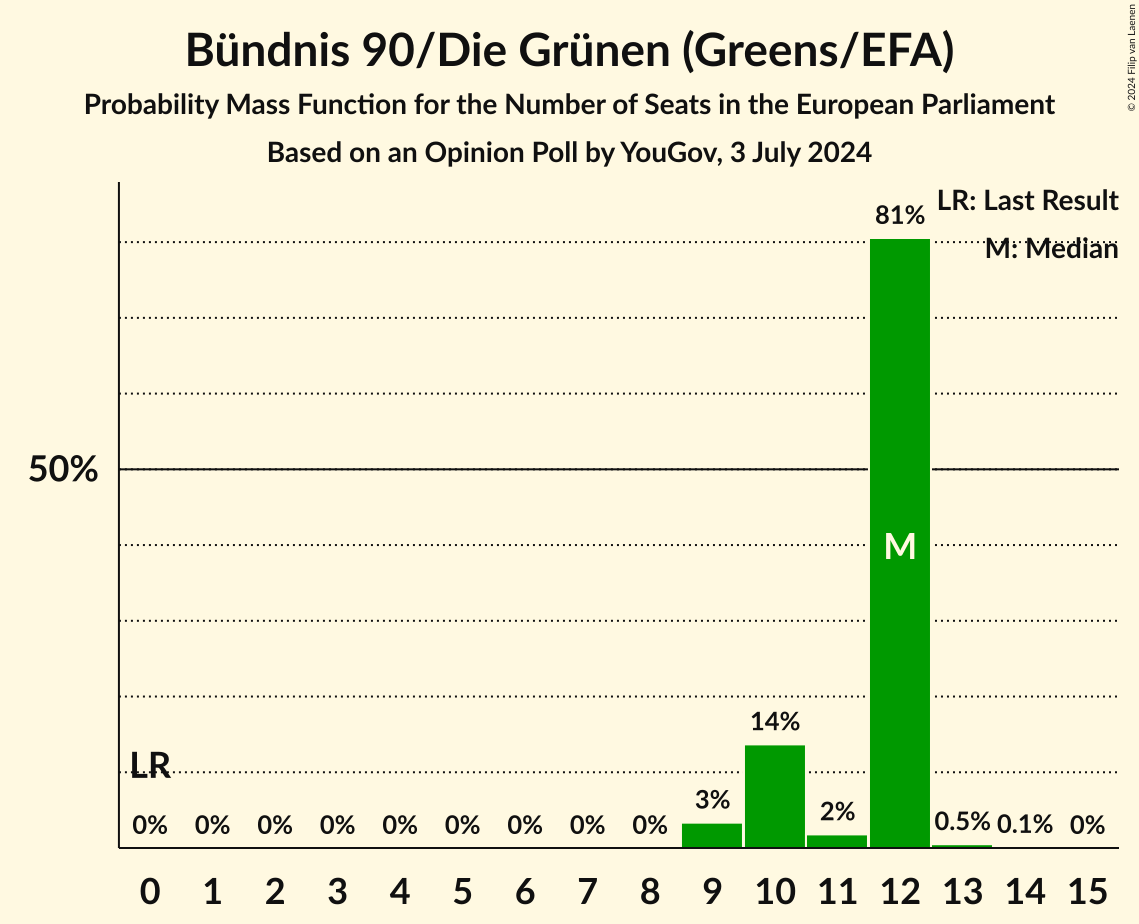 Bündnis 90/Die Grünen (Greens/EFA)
Probability Mass Function for the Number of Seats in the European Parliament
Based on an Opinion Poll by YouGov, 3 July 2024
© 2024 Filip van Laenen
LR: Last Result
M: Median
81%
50%
M
14%
LR
3%
2%
0% 0% 0% 0% 0% 0% 0% 0% 0% 0.5% 0.1% 0%
0 1 2 3 4 5 6 7 8 9 10 11 12 13 14 15